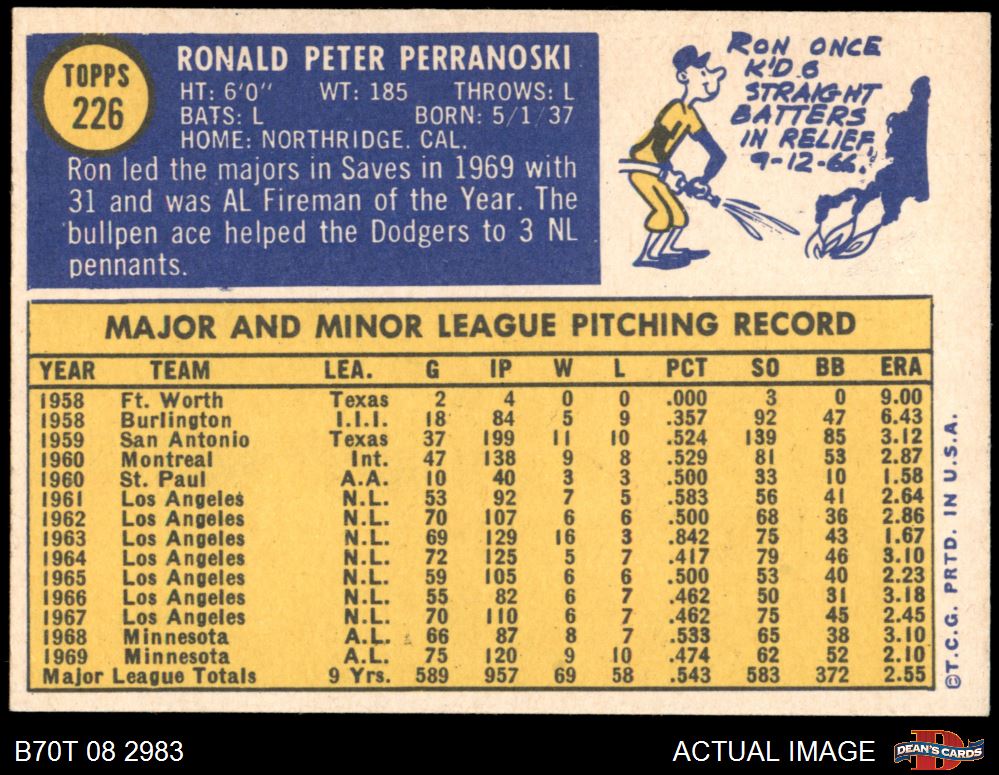 TOPPS
226
RONALD PETER PERRANOSKI
HT: 6'0" WT: 185 THROWS: L
BATS: L BORN: 5/1/37
HOME: NORTHRIDGE, CAL.
Ron led the majors in Saves in 1969 with
31 and was AL Fireman of the Year. The
bullpen ace helped the Dodgers to 3 NL
pennants.
RON ONCE
K'D 6
STRAIGHT
BATTERS
IN RELIEF,
9-12-66.
MAJOR AND MINOR LEAGUE PITCHING RECORD
YEAR TEAM LEA. G IP W L PCT SO BB ERA
1958 Ft. Worth Texas 2 4 0 0 .000 3 0 9.00
1958 Burlington I.I.I. 18 84 5 9 .357 92 47 6.43
1959 San Antonio Texas 37 199 11 10 .524 139 85 3.12
1960 Montreal Int. 47 138 9 8 .529 81 53 2.87
1960 St. Paul A.A. 10 40 3 3 .500 33 10 1.58
1961 Los Angeles N.L. 53 92 7 5 .583 56 41 2.64
1962 Los Angeles N.L. 70 107 6 6 .500 68 36 2.86
1963 Los Angeles N.L. 69 129 16 3 .842 75 43 1.67
1964 Los Angeles N.L. 72 125 5 7 .417 79 46 3.10
1965 Los Angeles N.L. 59 105 6 6 .500 53 40 2.23
1966 Los Angeles N.L. 55 82 6 7 .462 50 31 3.18
1967 Los Angeles N.L. 70 110 6 7 .462 75 45 2.45
1968 Minnesota A.L. 66 87 8 7 .533 65 38 3.10
1969 Minnesota A.L. 75 120 9 10 .474 62 52 2.10
Major League Totals 9 Yrs. 589 957 69 58 .543 583 372 2.55
©T.C.G. PRTD. IN U.S.A.
B70T 08 2983
ACTUAL IMAGE
D
DEAN'S CARDS